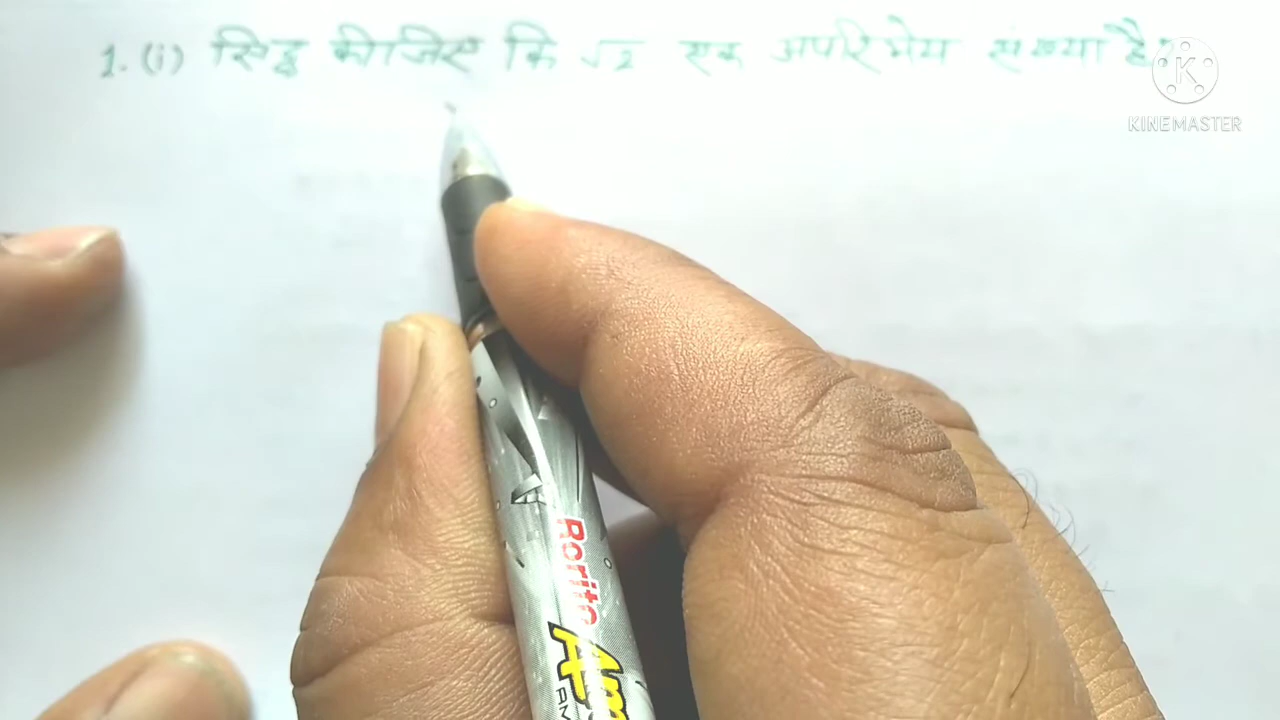 1. (i) सिद्ध कीजिए कि √2 एक अपरिमेय संख्या है।
K
KINEMASTER
Rorito